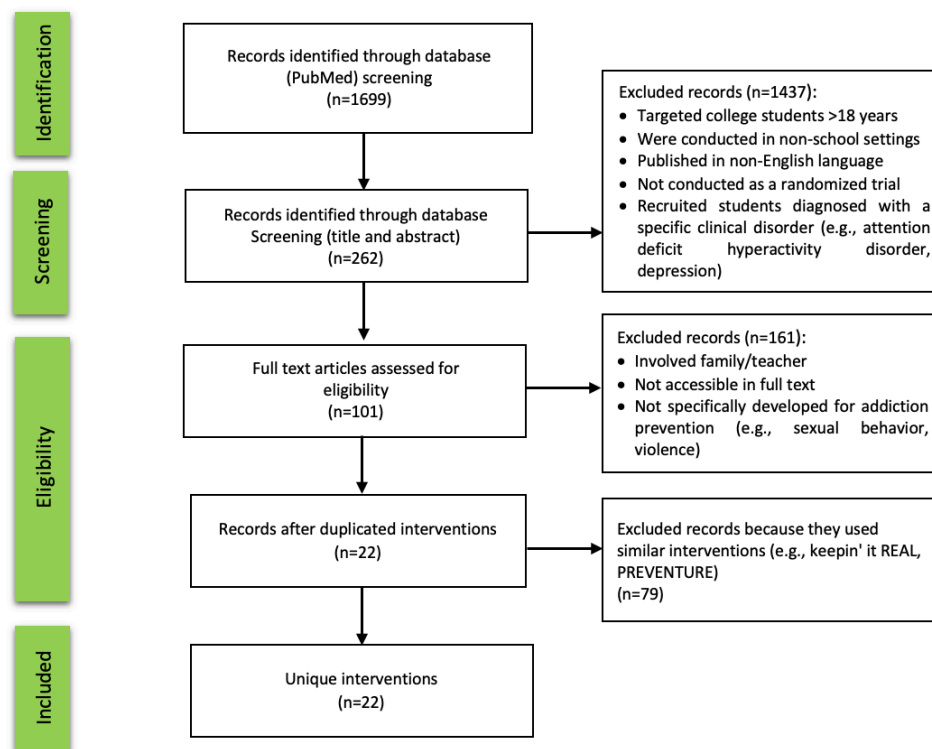 Identification
Records identified through database
(PubMed) screening
(n=1699)
Excluded records (n=1437):
• Targeted college students >18 years
• Were conducted in non-school settings
• Published in non-English language
• Not conducted as a randomized trial
• Recruited students diagnosed with a
specific clinical disorder (e.g., attention
deficit hyperactivity disorder,
depression)
Screening
Records identified through database
Screening (title and abstract)
(n=262)
Eligibility
Full text articles assessed for
eligibility
(n=101)
Excluded records (n=161):
• Involved family/teacher
• Not accessible in full text
• Not specifically developed for addiction
prevention (e.g., sexual behavior,
violence)
Records after duplicated interventions
(n=22)
Excluded records because they used
similar interventions (e.g., keepin' it REAL,
PREVENTURE)
(n=79)
Included
Unique interventions
(n=22)